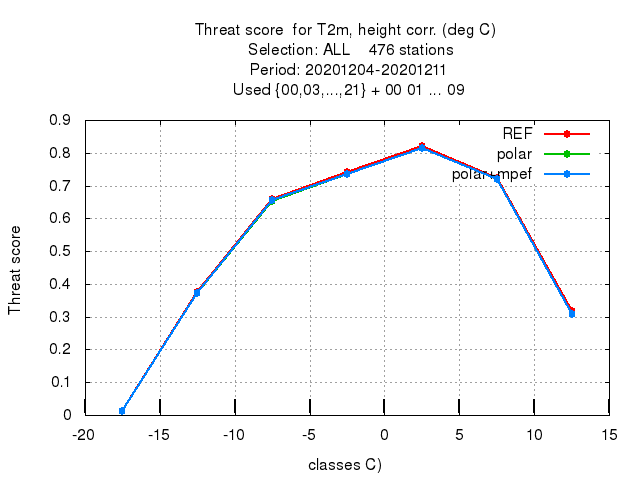 Threat score  for T2m, height corr. (deg C)
Selection: ALL    476 stations
Period: 20201204-20201211
Used {00,03,...,21} + 00 01 ... 09
REF
polar
mpef
0.9
0.8
0.7
0.6
0.5
0.4
0.3
0.2
0.1
0
Threat score
-20 -15 -10 -5 0 5 10 15
classes C)